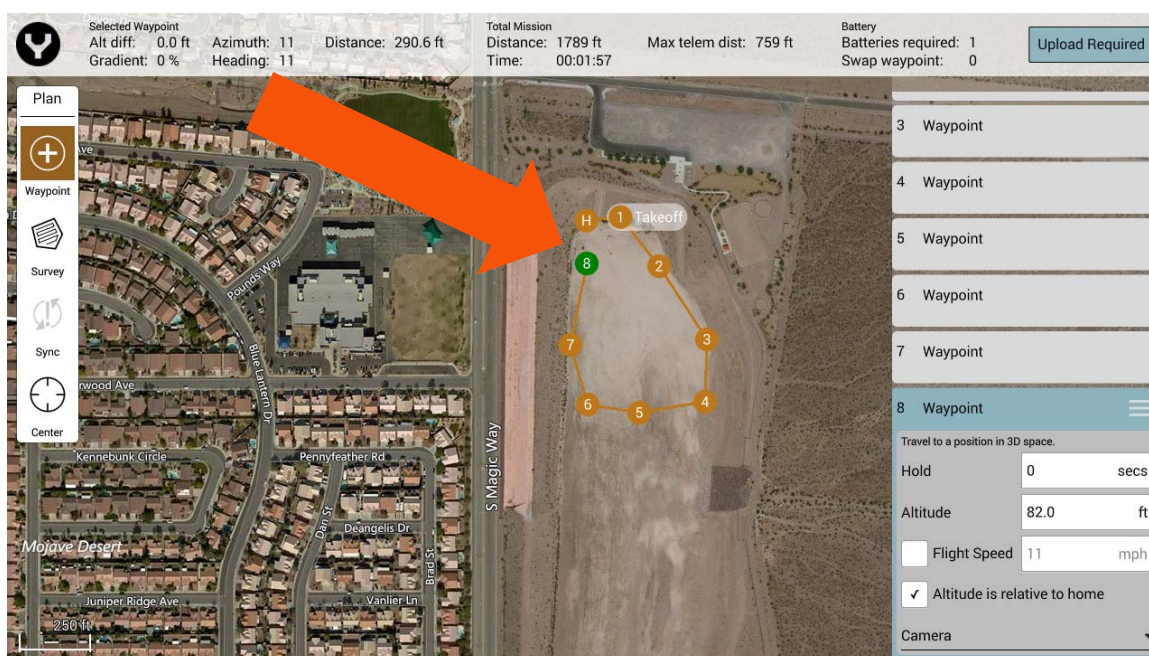 Selected Waypoint
Alt diff: 0.0 ft Azimuth: 11 Distance: 290.6 ft
Gradient: 0 % Heading: 11
Total Mission
Distance: 1789 ft Max telem dist: 759 ft
Time: 00:01:57
Battery
Batteries required: 1
Swap waypoint: 0
Upload Required
Plan
Waypoint
Survey
Sync
Center
250 ft
Ave
Pounds Way
Blue Lantern Dr
rwood Ave
Kennebunk Circle
Pennyfeather Rd
Dan St
Deangelis Dr
Mojave Desert
Brad St
Juniper Ridge Ave
Vanlier Ln
S Magic Way
H
1 Takeoff
2
3
4
5
6
7
8
3 Waypoint
4 Waypoint
5 Waypoint
6 Waypoint
7 Waypoint
8 Waypoint
Travel to a position in 3D space.
Hold 0 secs
Altitude 82.0 ft
Flight Speed 11 mph
Altitude is relative to home
Camera